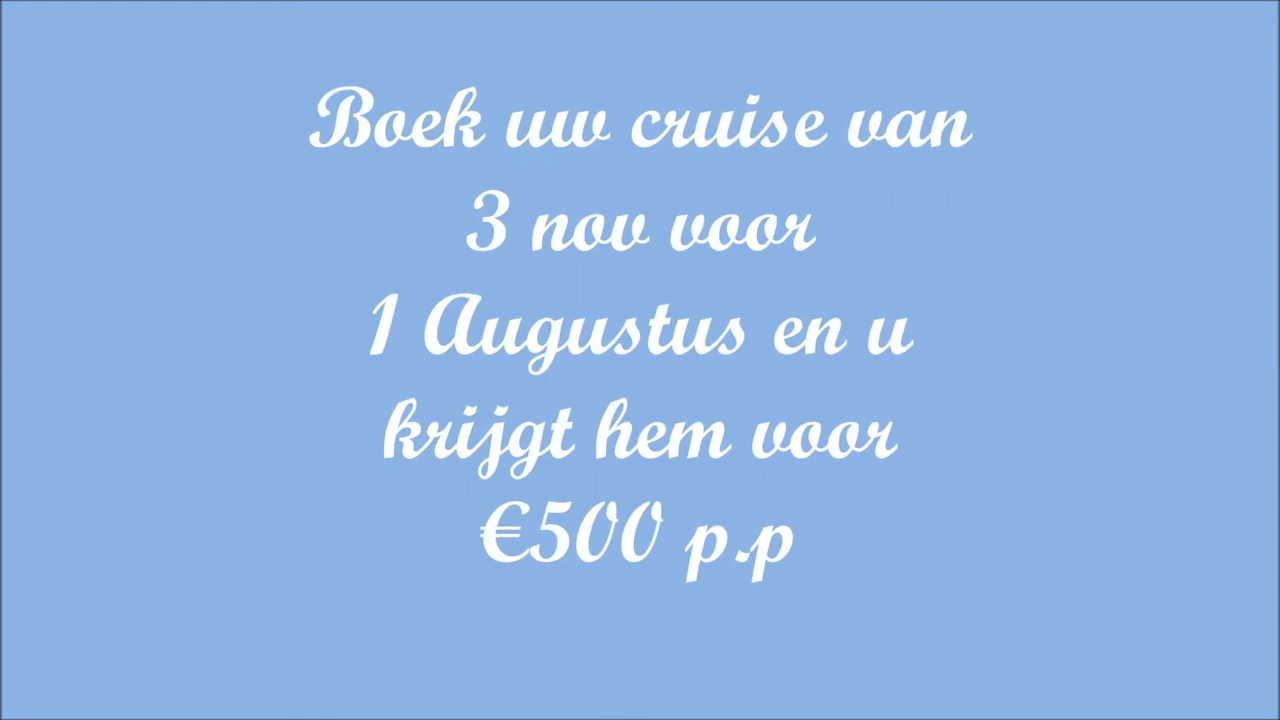 Boek uw cruise van
3 nov voor
1 Augustus en u
krijgt hem voor
€500 p.p